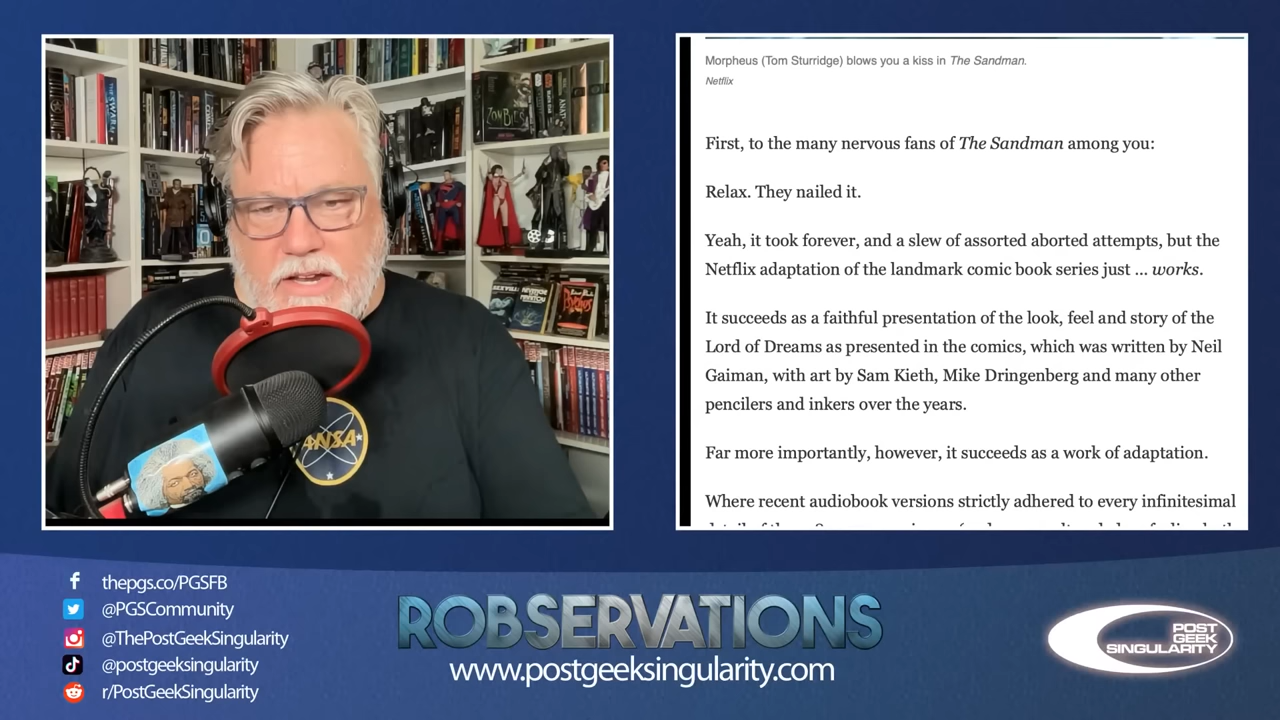 Morpheus (Tom Sturridge) blows you a kiss in The Sandman.
Netflix
First, to the many nervous fans of The Sandman among you:
Relax. They nailed it.
Yeah, it took forever, and a slew of assorted aborted attempts, but the
Netflix adaptation of the landmark comic book series just ... works.
It succeeds as a faithful presentation of the look, feel and story of the
Lord of Dreams as presented in the comics, which was written by Neil
Gaiman, with art by Sam Kieth, Mike Dringenberg and many other
pencilers and inkers over the years.
Far more importantly, however, it succeeds as a work of adaptation.
Where recent audiobook versions strictly adhered to every infinitesimal
THE SWARM
ZOMBIES
ANSA
thepgs.co/PGSFB
@PGSCommunity
@ThePostGeekSingularity
@postgeeksingularity
r/PostGeekSingularity
ROBSERVATIONS
www.postgeeksingularity.com
POST
GEEK
SINGULARITY